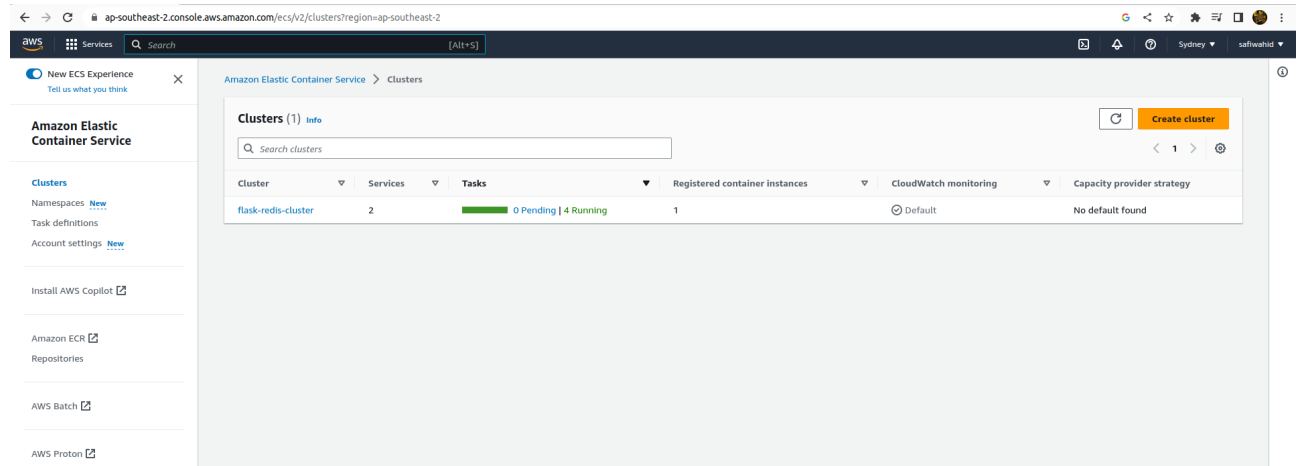 ap-southeast-2.console.aws.amazon.com/ecs/v2/clusters?region=ap-southeast-2
aws Services Search [Alt+S] Sydney safiwahid
New ECS Experience
Tell us what you think
Amazon Elastic Container Service > Clusters
Amazon Elastic
Container Service
Clusters (1) Info
Create cluster
Search clusters
1
Clusters
Namespaces New
Task definitions
Account settings New
Cluster Services Tasks Registered container instances CloudWatch monitoring Capacity provider strategy
flask-redis-cluster 2 0 Pending | 4 Running 1 Default No default found
Install AWS Copilot
Amazon ECR
Repositories
AWS Batch
AWS Proton